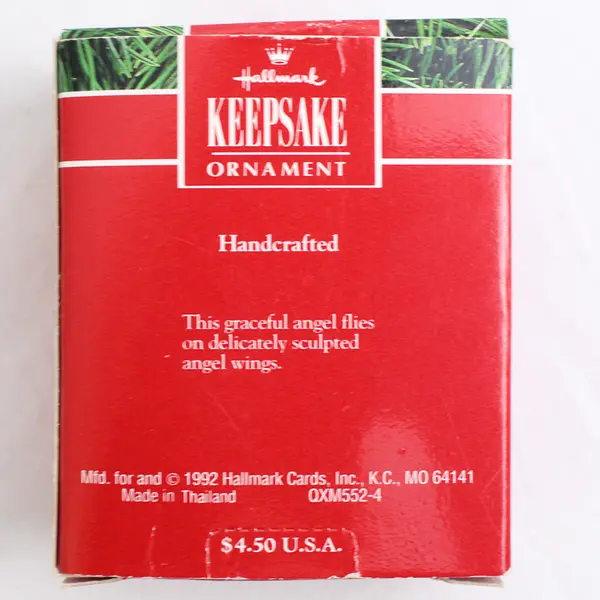 Hallmark
KEEPSAKE
ORNAMENT
Handcrafted
This graceful angel flies
on delicately sculpted
angel wings.
Mfd. for and © 1992 Hallmark Cards, Inc., K.C., MO 64141
Made in Thailand QXM552-4
$4.50 U.S.A.